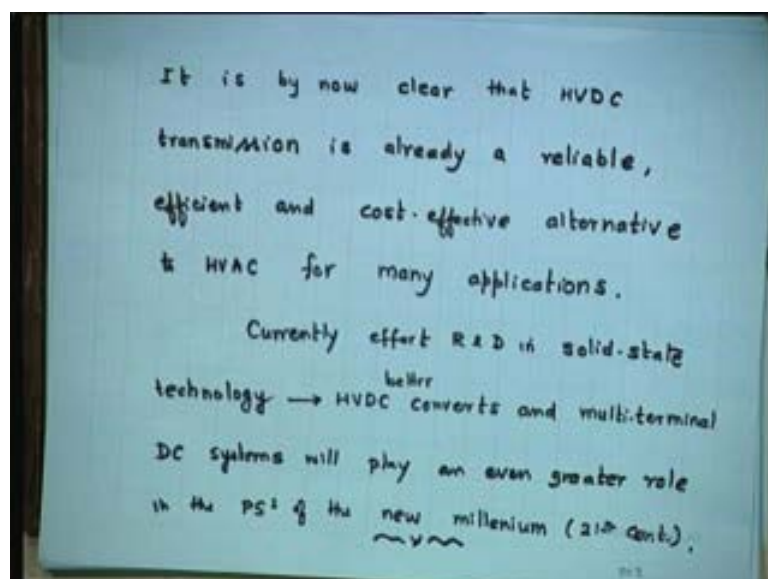 It is by now clear that HVDC
transmission is already a reliable,
efficient and cost-effective alternative
to HVAC for many applications.
Currently effort R & D in solid-state
better
technology → HVDC converts and multi-terminal
DC systems will play an even greater role
in the PSs of the new millenium (21st Cent.).